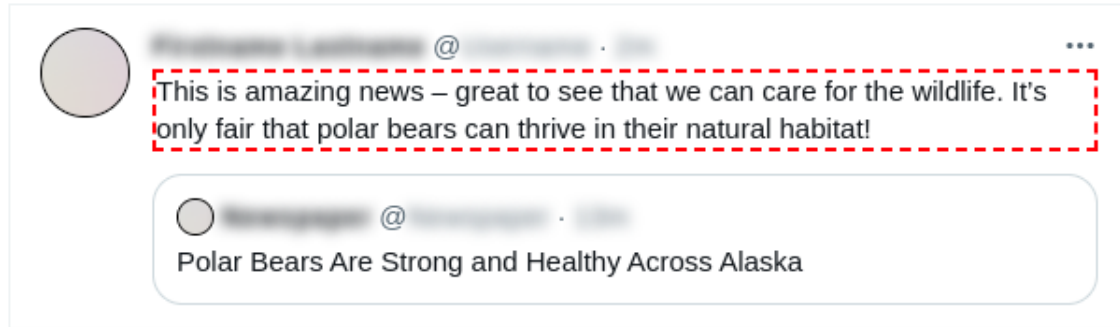 @ ·
This is amazing news – great to see that we can care for the wildlife. It’s
only fair that polar bears can thrive in their natural habitat!
@ ·
Polar Bears Are Strong and Healthy Across Alaska